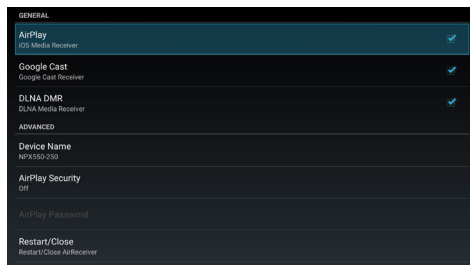 GENERAL
AirPlay
iOS Media Receiver
Google Cast
Google Cast Receiver
DLNA DMR
DLNA Media Receiver
ADVANCED
Device Name
NPX550-250
AirPlay Security
Off
AirPlay Password
Restart/Close
Restart/Close AirReceiver